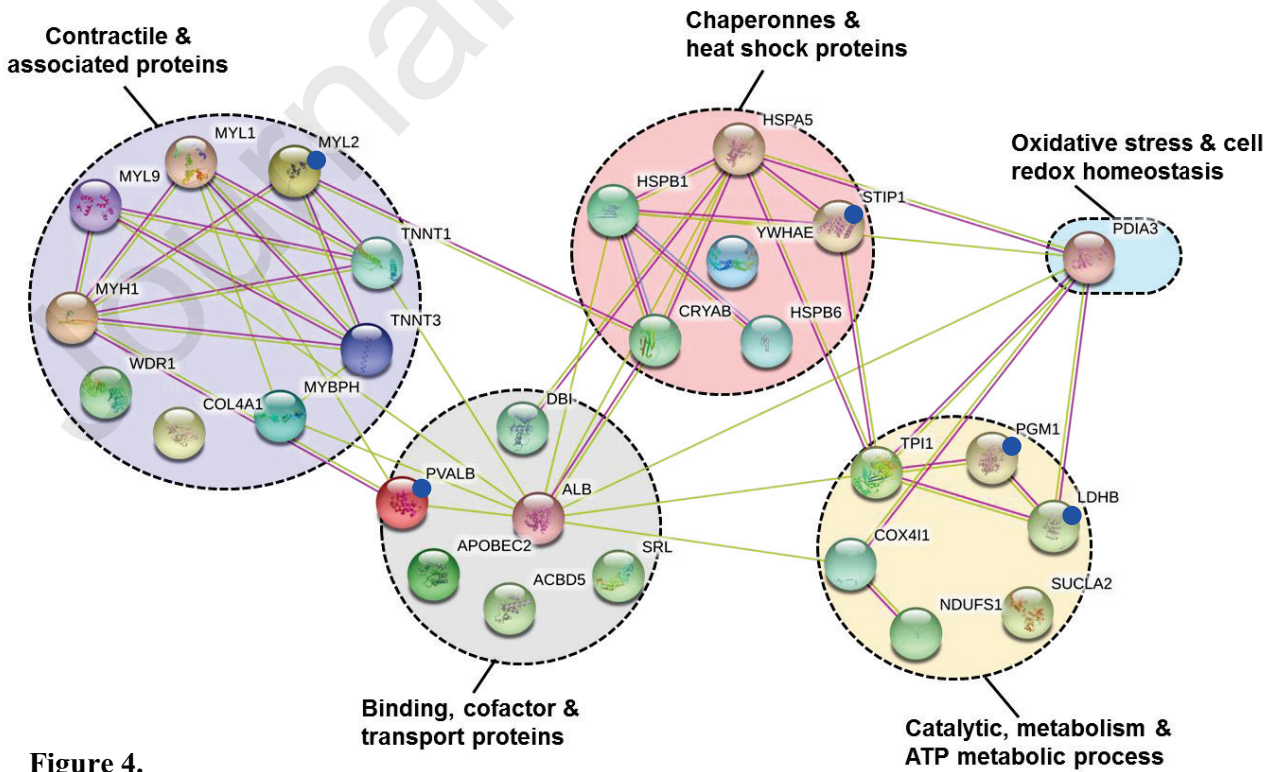 Journal
Contractile &
associated proteins
Chaperonnes &
heat shock proteins
Oxidative stress & cell
redox homeostasis
MYL1
MYL2
MYL9
TNNT1
MYH1
TNNT3
WDR1
MYBPH
COL4A1
HSPA5
HSPB1
STIP1
YWHAE
CRYAB
HSPB6
PDIA3
DBI
PVALB
ALB
APOBEC2
SRL
ACBD5
TPI1
PGM1
LDHB
COX4I1
SUCLA2
NDUFS1
Binding, cofactor &
transport proteins
Catalytic, metabolism &
ATP metabolic process
Figure 4.